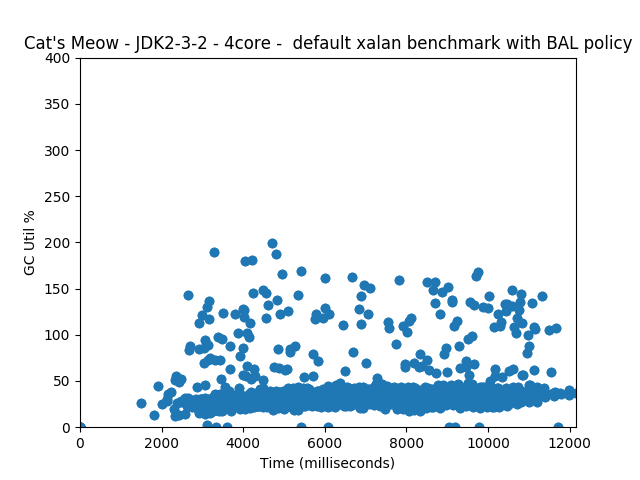 Cat's Meow - JDK2-3-2 - 4core -  default xalan benchmark with BAL policy
400
350
300
250
200
150
100
50
0
GC Util %
0 2000 4000 6000 8000 10000 12000
Time (milliseconds)